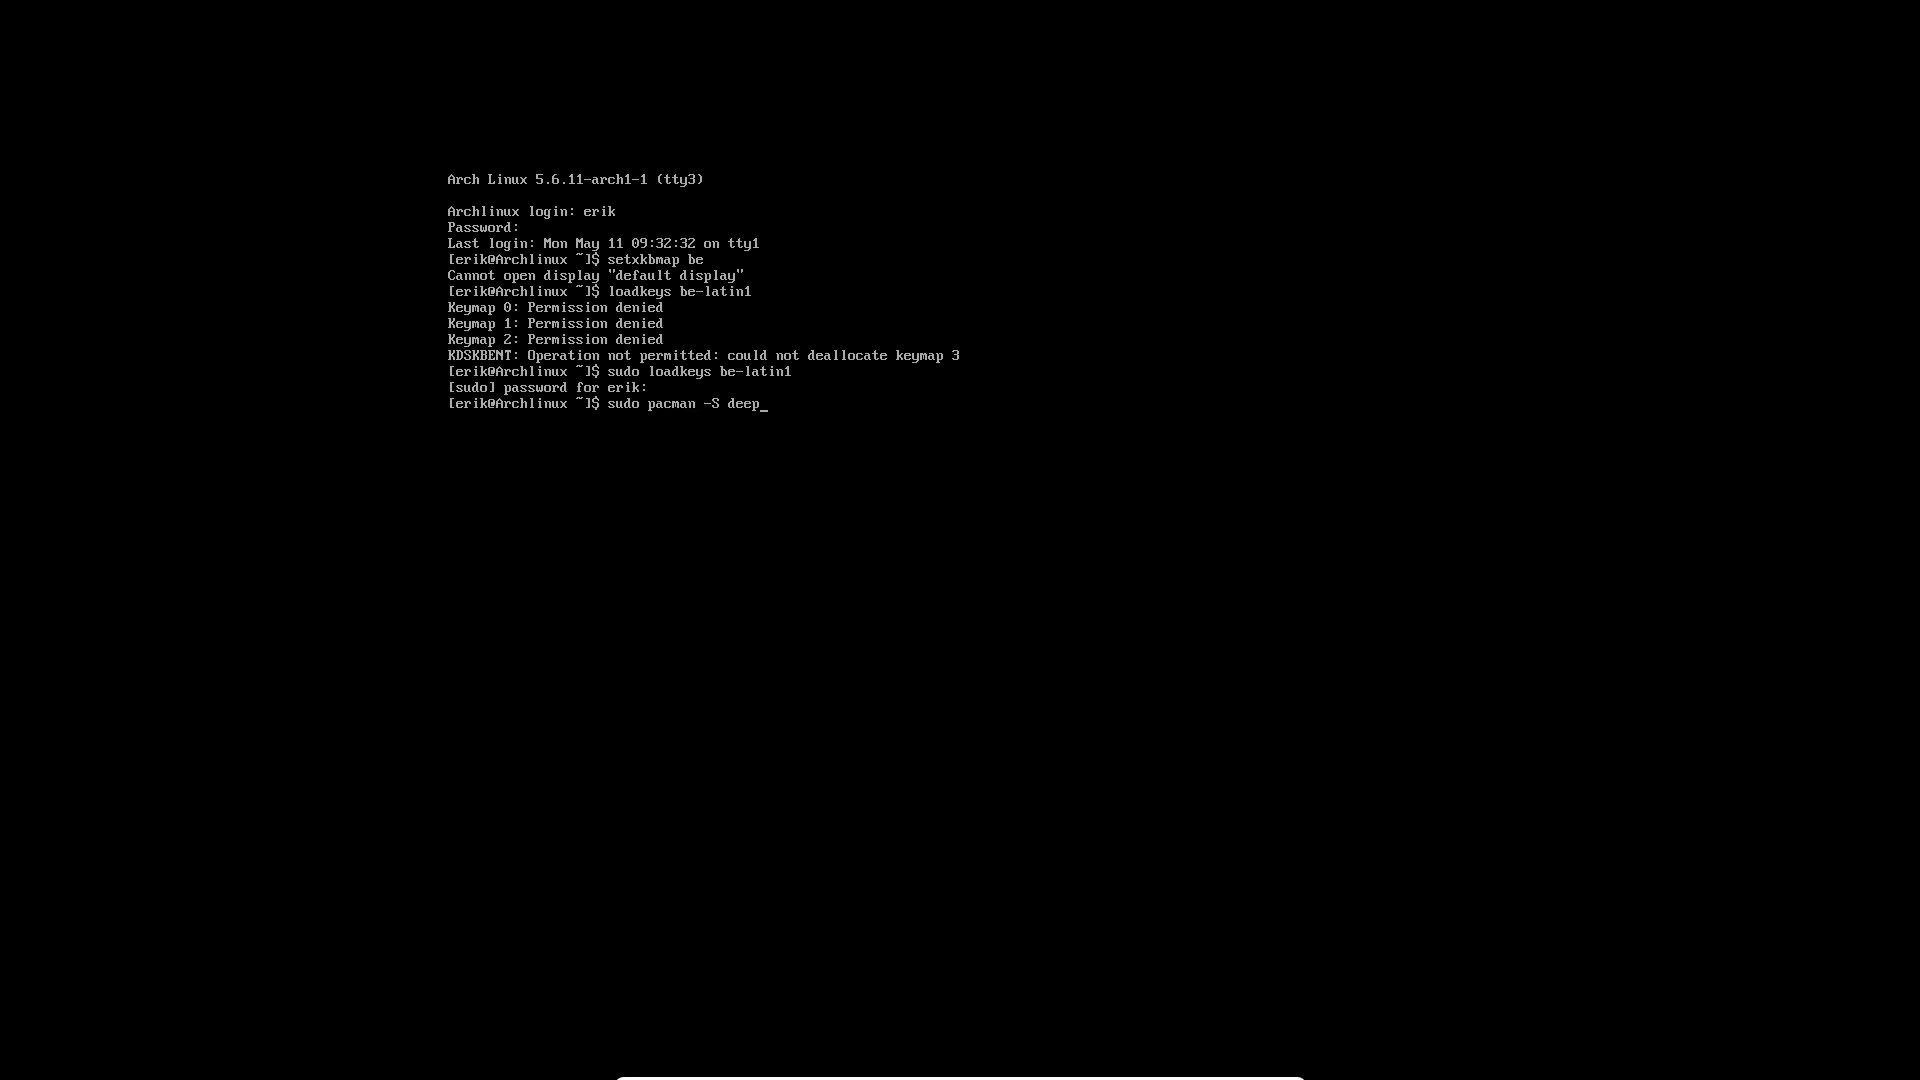 Arch Linux 5.6.11-arch1-1 (tty3)
Archlinux login: erik
Password:
Last login: Mon May 11 09:32:32 on tty1
[erik@Archlinux ~]$ setxkbmap be
Cannot open display "default display"
[erik@Archlinux ~]$ loadkeys be-latin1
Keymap 0: Permission denied
Keymap 1: Permission denied
Keymap 2: Permission denied
KDSKBENT: Operation not permitted: could not deallocate keymap 3
[erik@Archlinux ~]$ sudo loadkeys be-latin1
[sudo] password for erik:
[erik@Archlinux ~]$ sudo pacman -S deep_